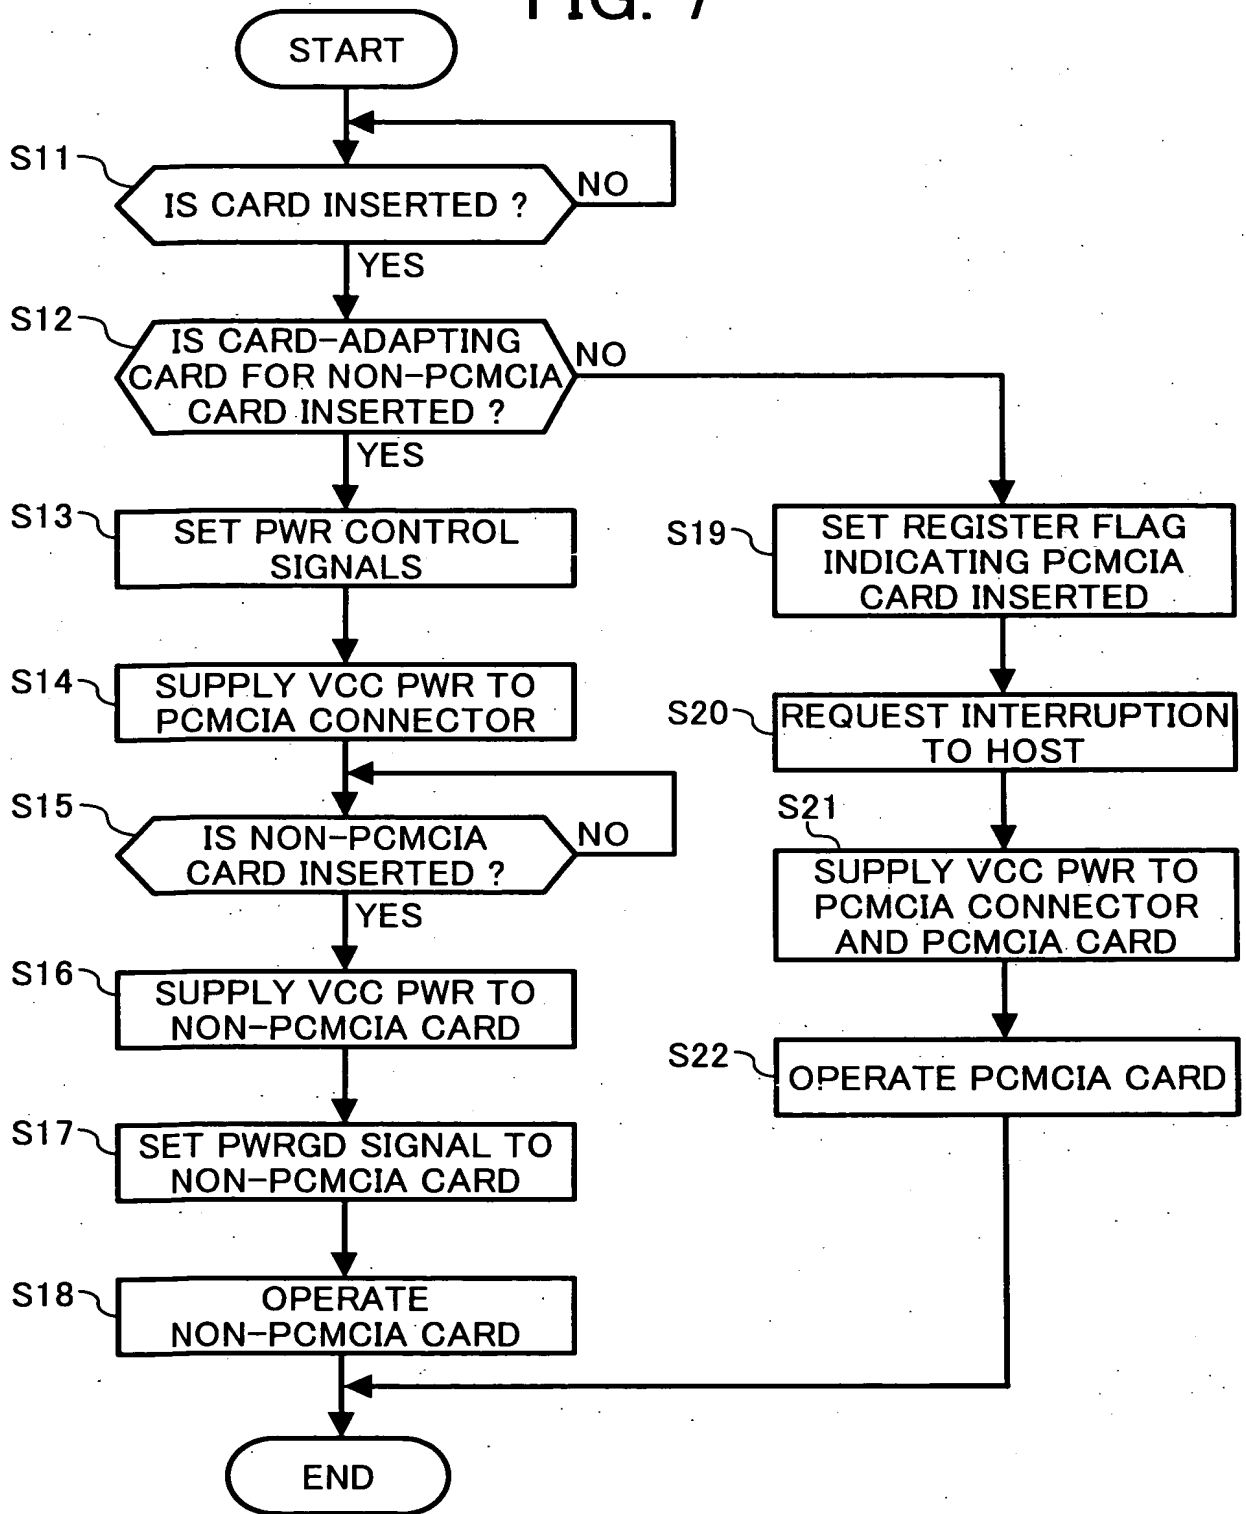 FIG. 7
START
S11
IS CARD INSERTED ?
NO
YES
S12
IS CARD-ADAPTING
CARD FOR NON-PCMCIA
CARD INSERTED ?
NO
YES
S13
SET PWR CONTROL
SIGNALS
S14
SUPPLY VCC PWR TO
PCMCIA CONNECTOR
S15
IS NON-PCMCIA
CARD INSERTED ?
NO
YES
S16
SUPPLY VCC PWR TO
NON-PCMCIA CARD
S17
SET PWRGD SIGNAL TO
NON-PCMCIA CARD
S18
OPERATE
NON-PCMCIA CARD
S19
SET REGISTER FLAG
INDICATING PCMCIA
CARD INSERTED
S20
REQUEST INTERRUPTION
TO HOST
S21
SUPPLY VCC PWR TO
PCMCIA CONNECTOR
AND PCMCIA CARD
S22
OPERATE PCMCIA CARD
END